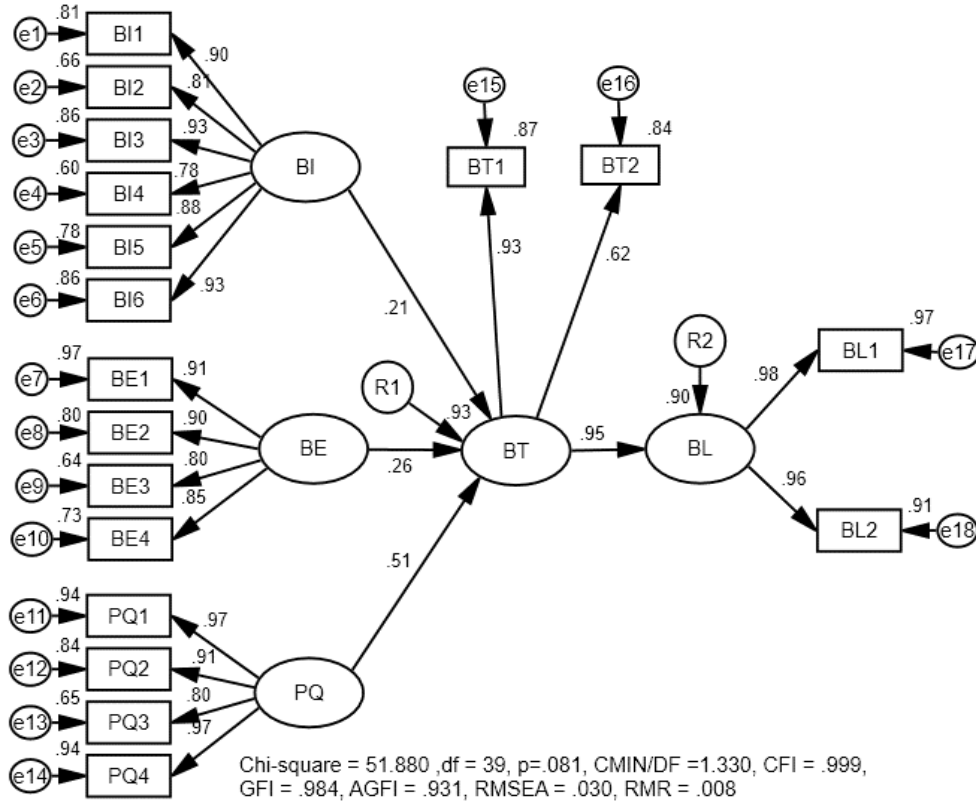 .81
e1
BI1
.90
.66
e2
BI2
.81
.86
e3
BI3
.93
.60
e4
BI4
.78
.78
e5
BI5
.88
.86
e6
BI6
.93
BI
.21
.97
e7
BE1
.91
.80
e8
BE2
.90
.64
e9
BE3
.80
.73
e10
BE4
.85
BE
.26
.94
e11
PQ1
.97
.84
e12
PQ2
.91
.65
e13
PQ3
.80
.94
e14
PQ4
.97
PQ
.51
e15
.87
BT1
.93
e16
.84
BT2
.62
R1
.93
BT
.95
R2
.90
BL
.98
.97
BL1
e17
.96
.91
BL2
e18
Chi-square = 51.880 ,df = 39, p=.081, CMIN/DF =1.330, CFI = .999,
GFI = .984, AGFI = .931, RMSEA = .030, RMR = .008